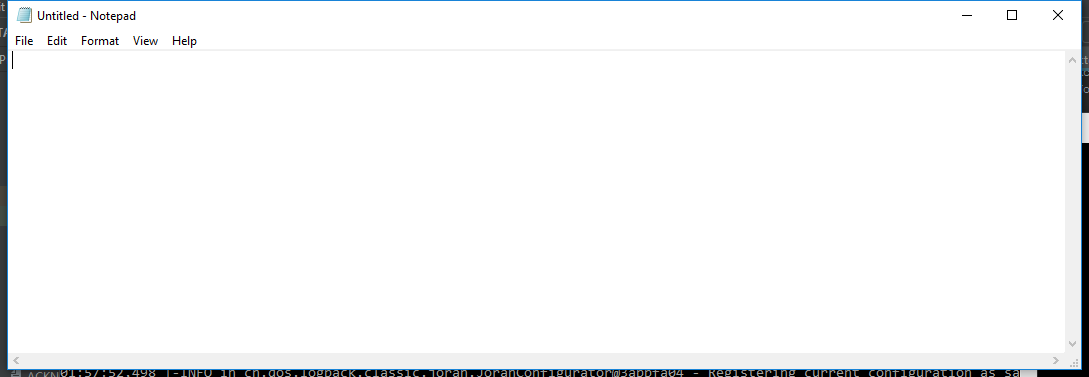 Untitled - Notepad
File Edit Format View Help
01:57:52.498 |-INFO in ch.qos.logback.classic.joran.JoranConfigurator@3abbfa04 - Registering current configuration as sa